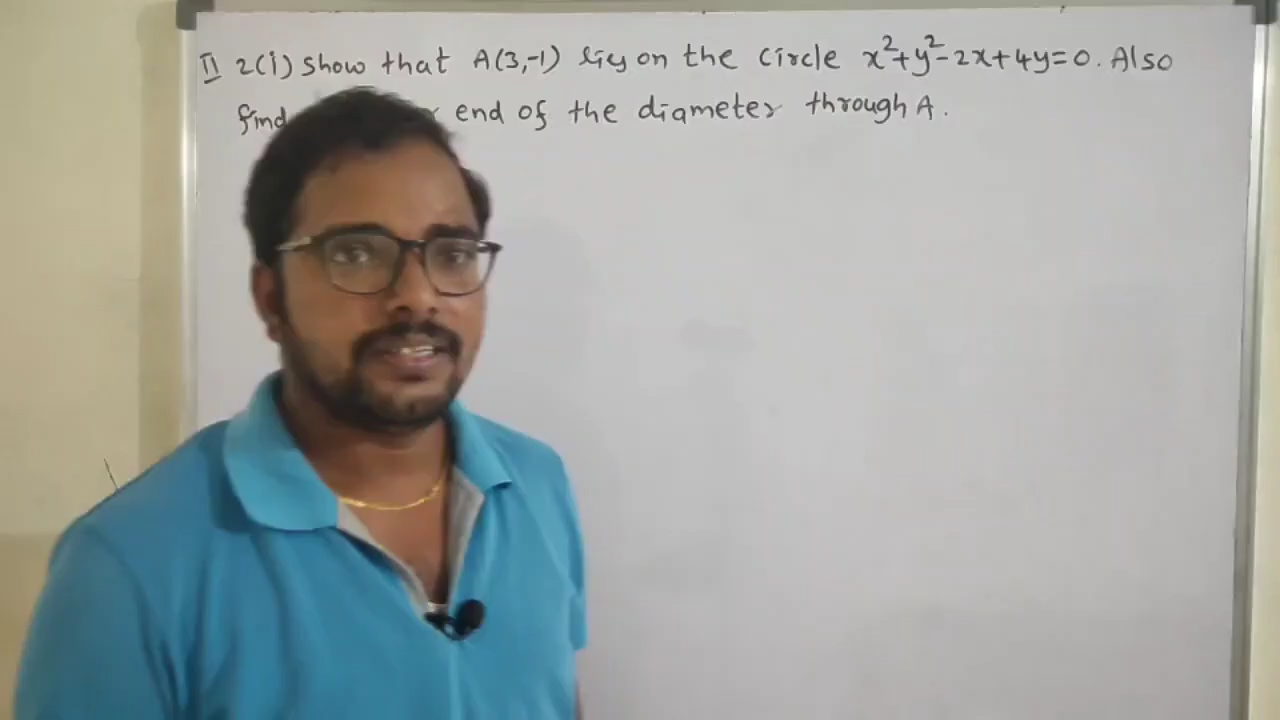 II 2(i) Show that A(3,-1) lies on the circle x²+y²-2x+4y=0. Also
find end of the diameter through A.